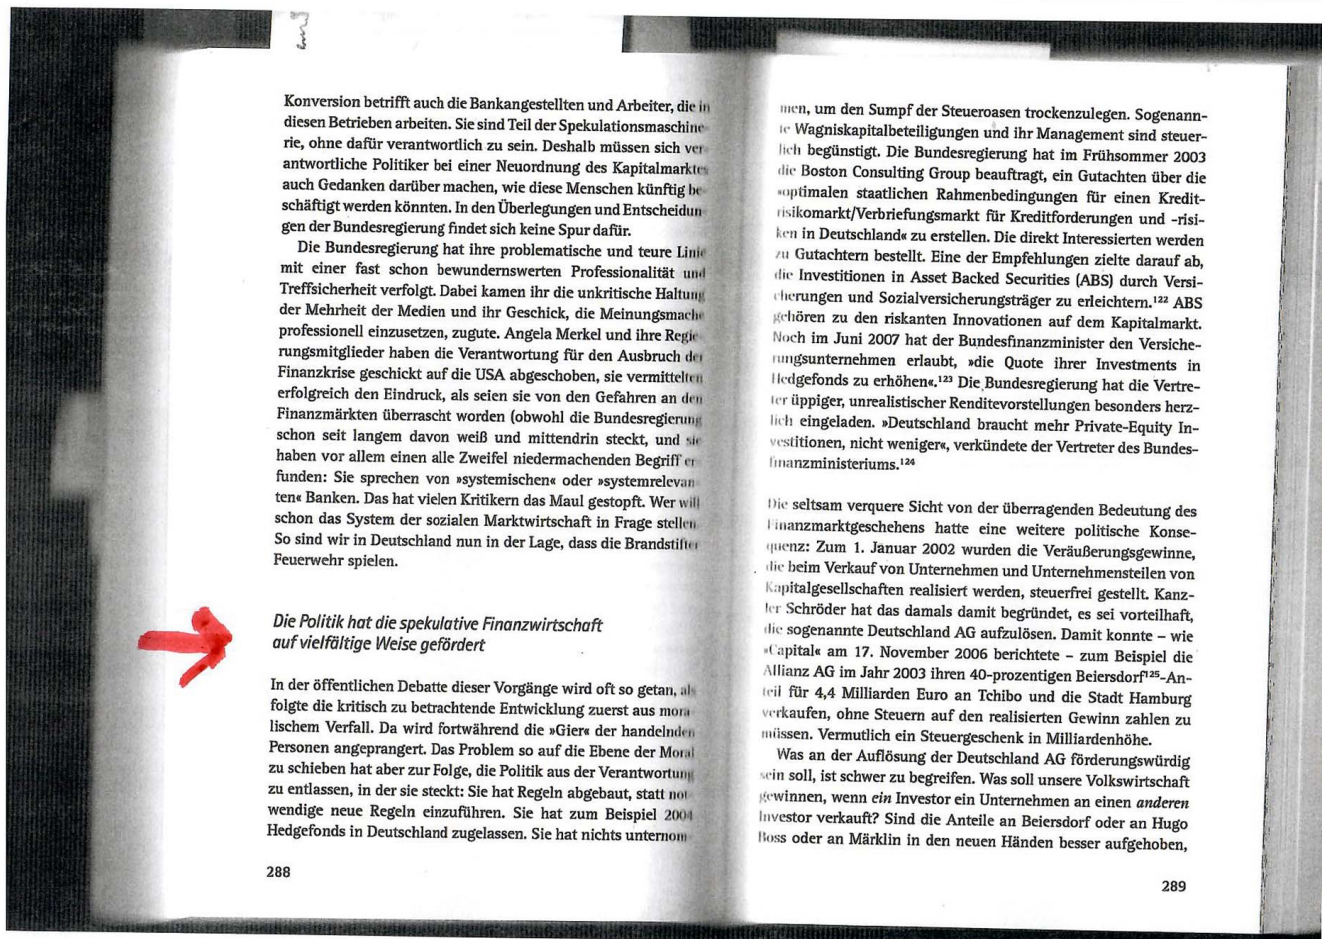 Konversion betrifft auch die Bankangestellten und Arbeiter, die in
diesen Betrieben arbeiten. Sie sind Teil der Spekulationsmaschine-
rie, ohne dafür verantwortlich zu sein. Deshalb müssen sich ver-
antwortliche Politiker bei einer Neuordnung des Kapitalmarktes
auch Gedanken darüber machen, wie diese Menschen künftig be-
schäftigt werden könnten. In den Überlegungen und Entscheidun-
gen der Bundesregierung findet sich keine Spur dafür.
Die Bundesregierung hat ihre problematische und teure Linie
mit einer fast schon bewundernswerten Professionalität und
Treffsicherheit verfolgt. Dabei kamen ihr die unkritische Haltung
der Mehrheit der Medien und ihr Geschick, die Meinungsmache
professionell einzusetzen, zugute. Angela Merkel und ihre Regie-
rungsmitglieder haben die Verantwortung für den Ausbruch der
Finanzkrise geschickt auf die USA abgeschoben, sie vermittelten
erfolgreich den Eindruck, als seien sie von den Gefahren an den
Finanzmärkten überrascht worden (obwohl die Bundesregierung
schon seit langem davon weiß und mittendrin steckt, und sie
haben vor allem einen alle Zweifel niedermachenden Begriff er-
funden: Sie sprechen von »systemischen« oder »systemrelevan-
ten« Banken. Das hat vielen Kritikern das Maul gestopft. Wer will
schon das System der sozialen Marktwirtschaft in Frage stellen
So sind wir in Deutschland nun in der Lage, dass die Brandstifter
Feuerwehr spielen.
Die Politik hat die spekulative Finanzwirtschaft
auf vielfältige Weise gefördert
In der öffentlichen Debatte dieser Vorgänge wird oft so getan, als
folgte die kritisch zu betrachtende Entwicklung zuerst aus mora-
lischem Verfall. Da wird fortwährend die »Gier« der handelnden
Personen angeprangert. Das Problem so auf die Ebene der Moral
zu schieben hat aber zur Folge, die Politik aus der Verantwortung
zu entlassen, in der sie steckt: Sie hat Regeln abgebaut, statt not-
wendige neue Regeln einzuführen. Sie hat zum Beispiel 2004
Hedgefonds in Deutschland zugelassen. Sie hat nichts unternom-
288
men, um den Sumpf der Steueroasen trockenzulegen. Sogenann-
te Wagniskapitalbeteiligungen und ihr Management sind steuer-
lich begünstigt. Die Bundesregierung hat im Frühsommer 2003
die Boston Consulting Group beauftragt, ein Gutachten über die
»optimalen staatlichen Rahmenbedingungen für einen Kredit-
risikomarkt/Verbriefungsmarkt für Kreditforderungen und -risi-
ken in Deutschland« zu erstellen. Die direkt Interessierten werden
zu Gutachtern bestellt. Eine der Empfehlungen zielte darauf ab,
die Investitionen in Asset Backed Securities (ABS) durch Versi-
cherungen und Sozialversicherungsträger zu erleichtern.¹²² ABS
gehören zu den riskanten Innovationen auf dem Kapitalmarkt.
Noch im Juni 2007 hat der Bundesfinanzminister den Versiche-
rungsunternehmen erlaubt, »die Quote ihrer Investments in
Hedgefonds zu erhöhen«.¹²³ Die Bundesregierung hat die Vertre-
ter üppiger, unrealistischer Renditevorstellungen besonders herz-
lich eingeladen. »Deutschland braucht mehr Private-Equity In-
vestitionen, nicht weniger«, verkündete der Vertreter des Bundes-
finanzministeriums.¹²⁴
Die seltsam verquere Sicht von der überragenden Bedeutung des
Finanzmarktgeschehens hatte eine weitere politische Konse-
quenz: Zum 1. Januar 2002 wurden die Veräußerungsgewinne,
die beim Verkauf von Unternehmen und Unternehmensteilen von
Kapitalgesellschaften realisiert werden, steuerfrei gestellt. Kanz-
ler Schröder hat das damals damit begründet, es sei vorteilhaft,
die sogenannte Deutschland AG aufzulösen. Damit konnte – wie
»Capital« am 17. November 2006 berichtete – zum Beispiel die
Allianz AG im Jahr 2003 ihren 40-prozentigen Beiersdorf¹²⁵-An-
teil für 4,4 Milliarden Euro an Tchibo und die Stadt Hamburg
verkaufen, ohne Steuern auf den realisierten Gewinn zahlen zu
müssen. Vermutlich ein Steuergeschenk in Milliardenhöhe.
Was an der Auflösung der Deutschland AG förderungswürdig
sein soll, ist schwer zu begreifen. Was soll unsere Volkswirtschaft
gewinnen, wenn ein Investor ein Unternehmen an einen anderen
Investor verkauft? Sind die Anteile an Beiersdorf oder an Hugo
Boss oder an Märklin in den neuen Händen besser aufgehoben,
289